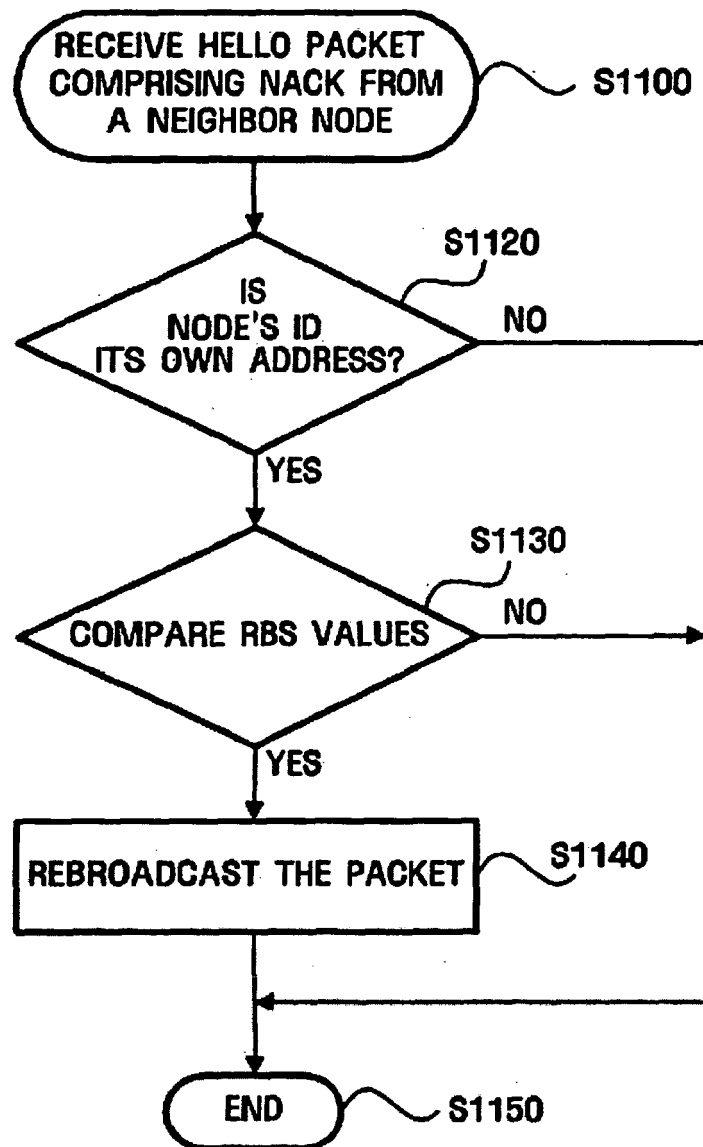 RECEIVE HELLO PACKET
COMPRISING NACK FROM
A NEIGHBOR NODE
S1100
S1120
IS
NODE'S ID
ITS OWN ADDRESS?
NO
YES
S1130
COMPARE RBS VALUES
NO
YES
REBROADCAST THE PACKET
S1140
END
S1150